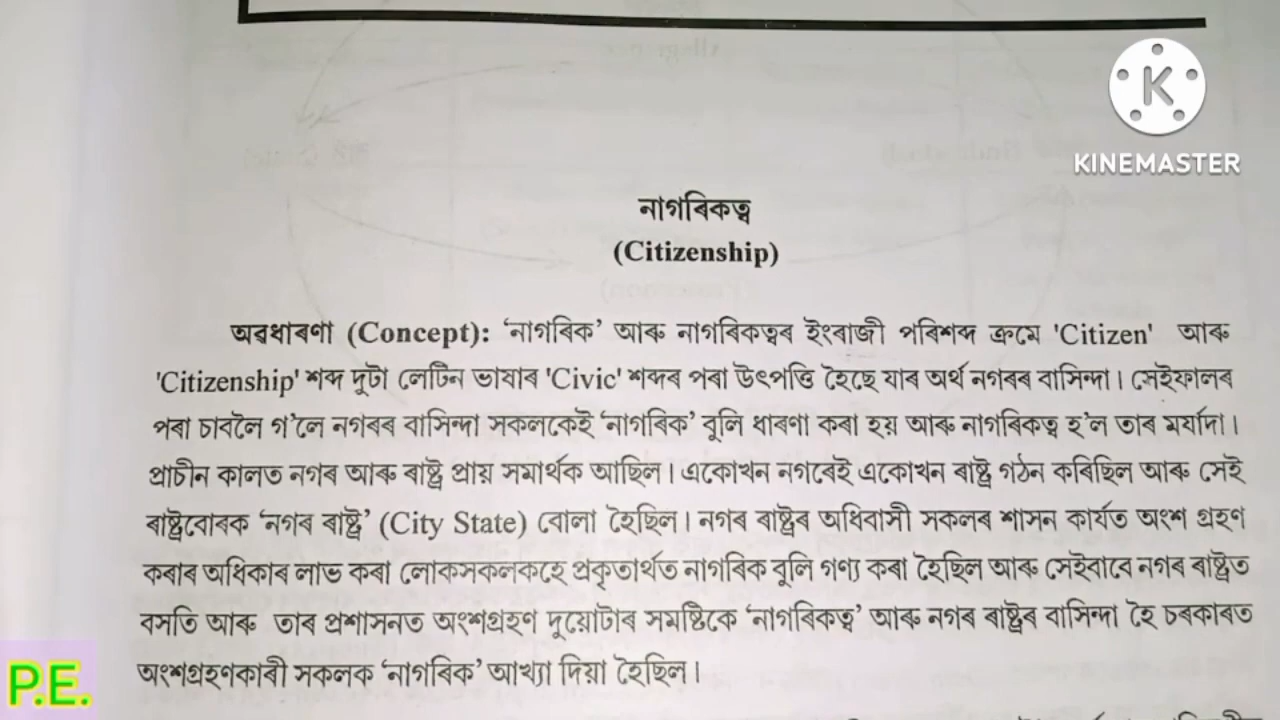 KINEMASTER
নাগৰিকত্ব
(Citizenship)
অৱধাৰণা (Concept): ‘নাগৰিক’ আৰু নাগৰিকত্বৰ ইংৰাজী পৰিশব্দ ক্ৰমে 'Citizen' আৰু
'Citizenship' শব্দ দুটা লেটিন ভাষাৰ 'Civic' শব্দৰ পৰা উৎপত্তি হৈছে যাৰ অৰ্থ নগৰৰ বাসিন্দা। সেইফালৰ
পৰা চাবলৈ গ'লে নগৰৰ বাসিন্দা সকলকেই ‘নাগৰিক’ বুলি ধাৰণা কৰা হয় আৰু নাগৰিকত্ব হ'ল তাৰ মৰ্যাদা।
প্ৰাচীন কালত নগৰ আৰু ৰাষ্ট্ৰ প্ৰায় সমাৰ্থক আছিল। একোখন নগৰেই একোখন ৰাষ্ট্ৰ গঠন কৰিছিল আৰু সেই
ৰাষ্ট্ৰবোৰক ‘নগৰ ৰাষ্ট্ৰ’ (City State) বোলা হৈছিল। নগৰ ৰাষ্ট্ৰৰ অধিবাসী সকলৰ শাসন কাৰ্যত অংশ গ্ৰহণ
কৰাৰ অধিকাৰ লাভ কৰা লোকসকলকহে প্ৰকৃতাৰ্থত নাগৰিক বুলি গণ্য কৰা হৈছিল আৰু সেইবাবে নগৰ ৰাষ্ট্ৰত
বসতি আৰু তাৰ প্ৰশাসনত অংশগ্ৰহণ দুয়োটাৰ সমষ্টিকে ‘নাগৰিকত্ব’ আৰু নগৰ ৰাষ্ট্ৰৰ বাসিন্দা হৈ চৰকাৰত
অংশগ্ৰহণকাৰী সকলক ‘নাগৰিক’ আখ্যা দিয়া হৈছিল।
P.E.